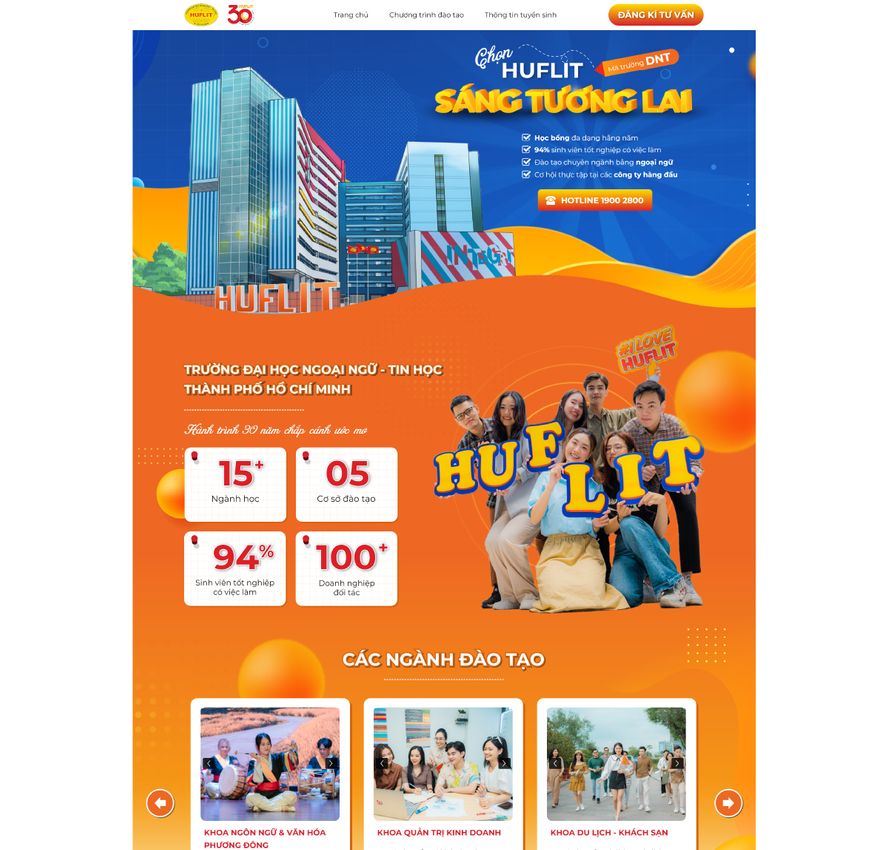 HUFLIT
30
Trang chủ
Chương trình đào tạo
Thông tin tuyển sinh
ĐĂNG KÍ TƯ VẤN
Chọn
HUFLIT
Mã trường DNT
SÁNG TƯƠNG LAI
Học bổng đa dạng hằng năm
94% sinh viên tốt nghiệp có việc làm
Đào tạo chuyên ngành bằng ngoại ngữ
Cơ hội thực tập tại các công ty hàng đầu
HOTLINE 1900 2800
HUFLIT
#I LOVE
HUFLIT
TRƯỜNG ĐẠI HỌC NGOẠI NGỮ - TIN HỌC
THÀNH PHỐ HỒ CHÍ MINH
Hành trình 30 năm chắp cánh ước mơ
15+
Ngành học
05
Cơ sở đào tạo
94%
Sinh viên tốt nghiệp
có việc làm
100+
Doanh nghiệp
đối tác
HUFLIT
CÁC NGÀNH ĐÀO TẠO
KHOA NGÔN NGỮ & VĂN HÓA
PHƯƠNG ĐÔNG
KHOA QUẢN TRỊ KINH DOANH
KHOA DU LỊCH - KHÁCH SẠN